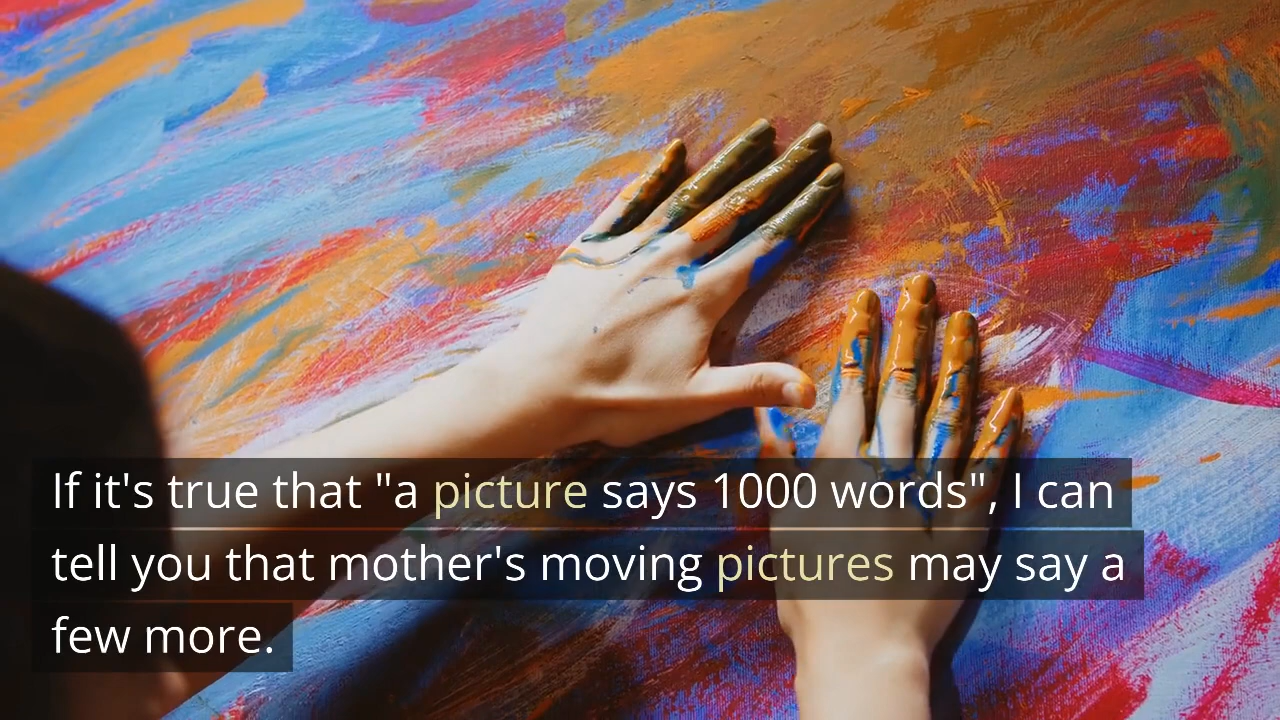 If it's true that "a picture says 1000 words", I can
tell you that mother's moving pictures may say a
few more.